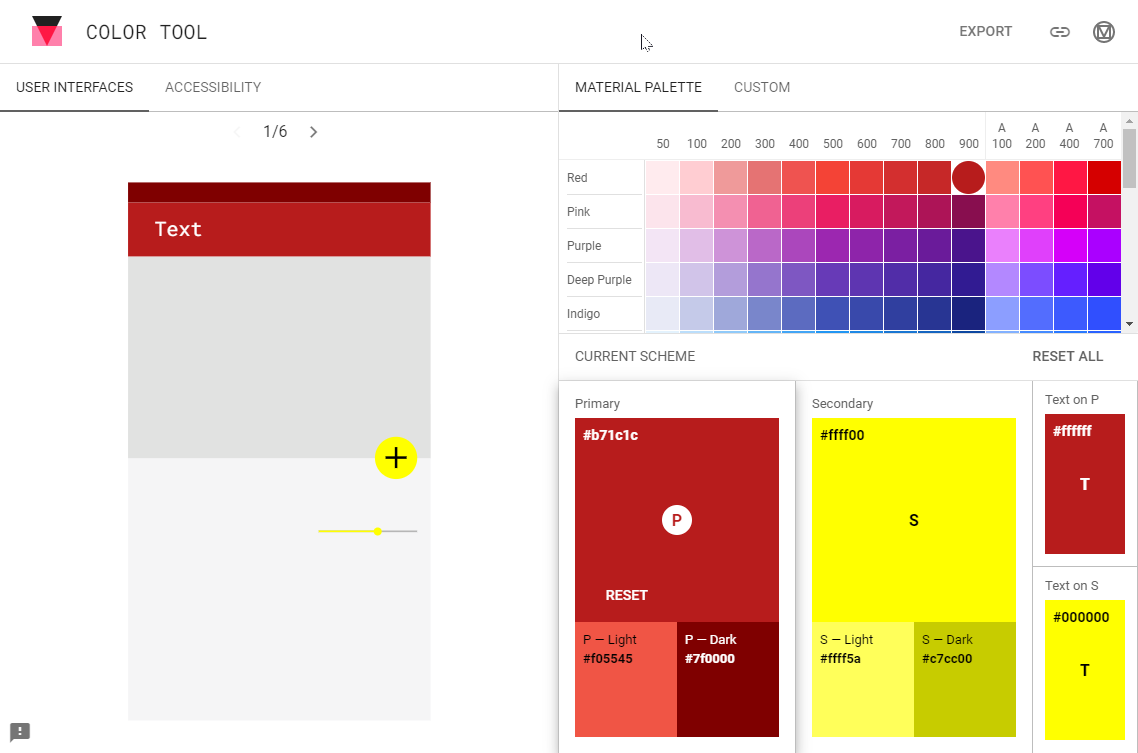 COLOR TOOL
EXPORT
USER INTERFACES ACCESSIBILITY
MATERIAL PALETTE CUSTOM
1/6
Text
A A A A
50 100 200 300 400 500 600 700 800 900 100 200 400 700
Red
Pink
Purple
Deep Purple
Indigo
CURRENT SCHEME RESET ALL
Primary
#b71c1c
P
RESET
P — Light
#f05545
P — Dark
#7f0000
Secondary
#ffff00
S
S — Light
#ffff5a
S — Dark
#c7cc00
Text on P
#ffffff
T
Text on S
#000000
T